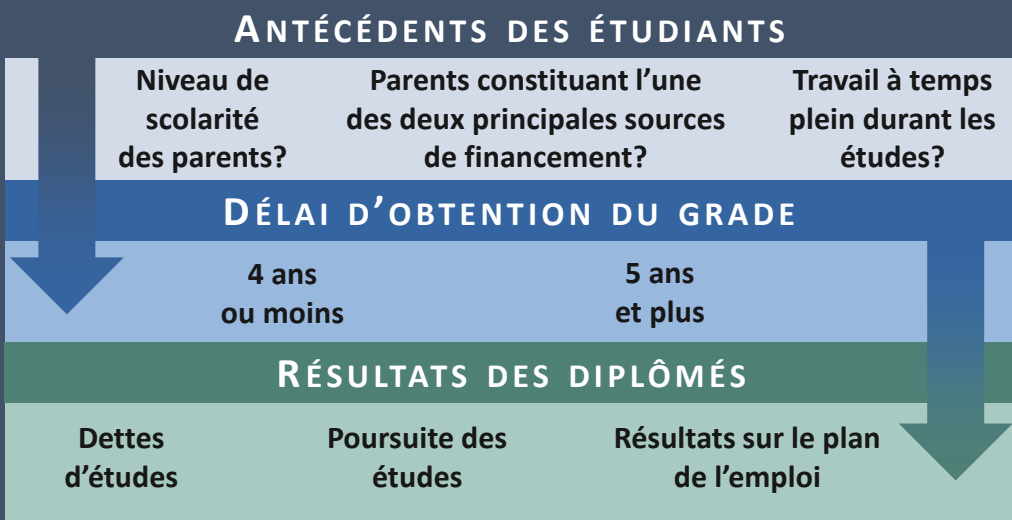 ANTÉCÉDENTS DES ÉTUDIANTS
Niveau de
scolarité
des parents?
Parents constituant l’une
des deux principales sources
de financement?
Travail à temps
plein durant les
études?
DÉLAI D’OBTENTION DU GRADE
4 ans
ou moins
5 ans
et plus
RÉSULTATS DES DIPLÔMÉS
Dettes
d’études
Poursuite des
études
Résultats sur le plan
de l’emploi